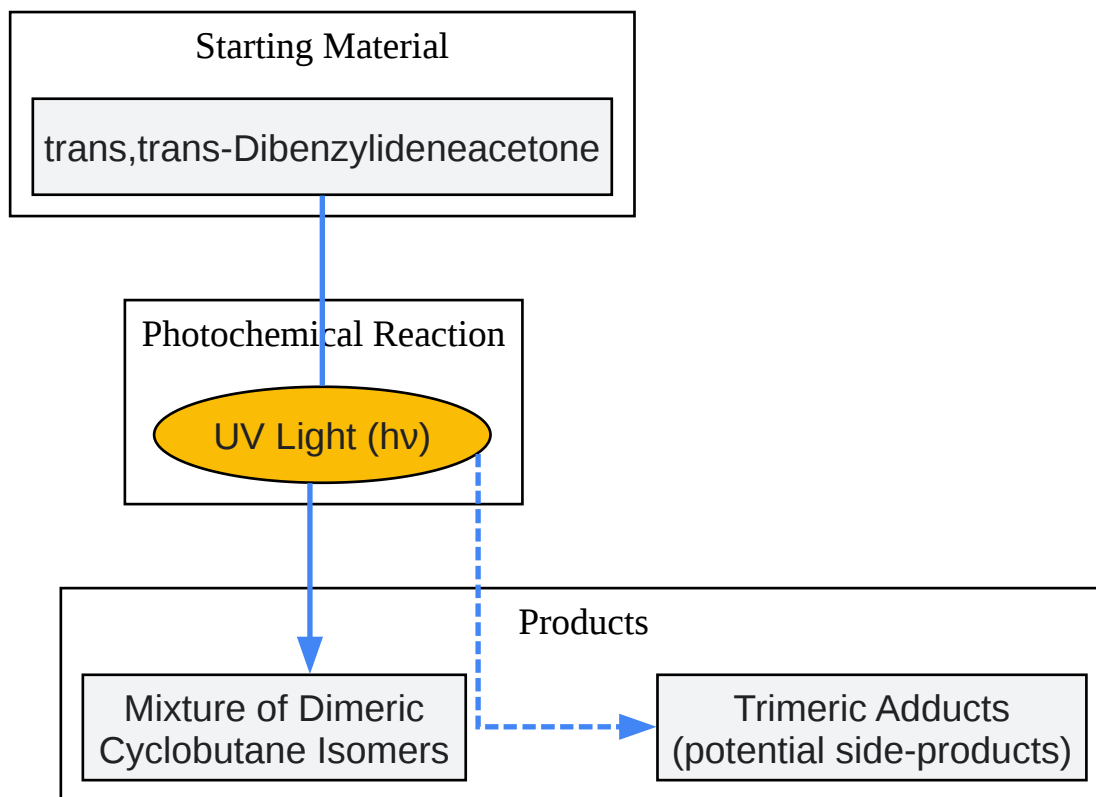 Starting Material
trans,trans-Dibenzylideneacetone
Photochemical Reaction
UV Light (hν)
Products
Mixture of Dimeric
Cyclobutane Isomers
Trimeric Adducts
(potential side-products)